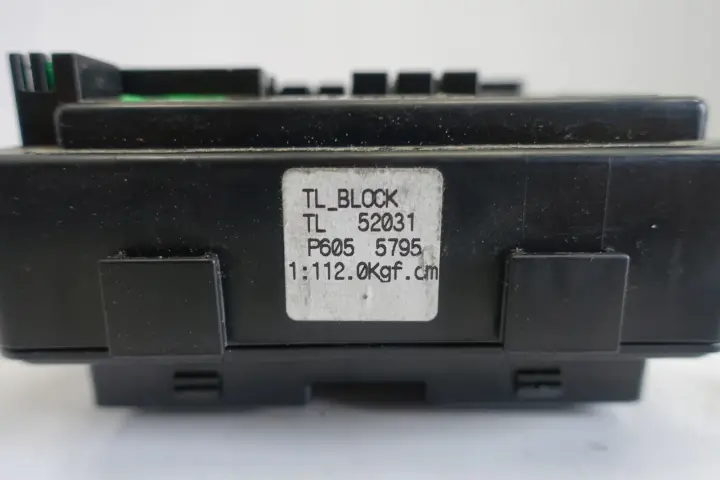 TL_BLOCK
TL 52031
P605 5795
1:112.0Kgf.cm